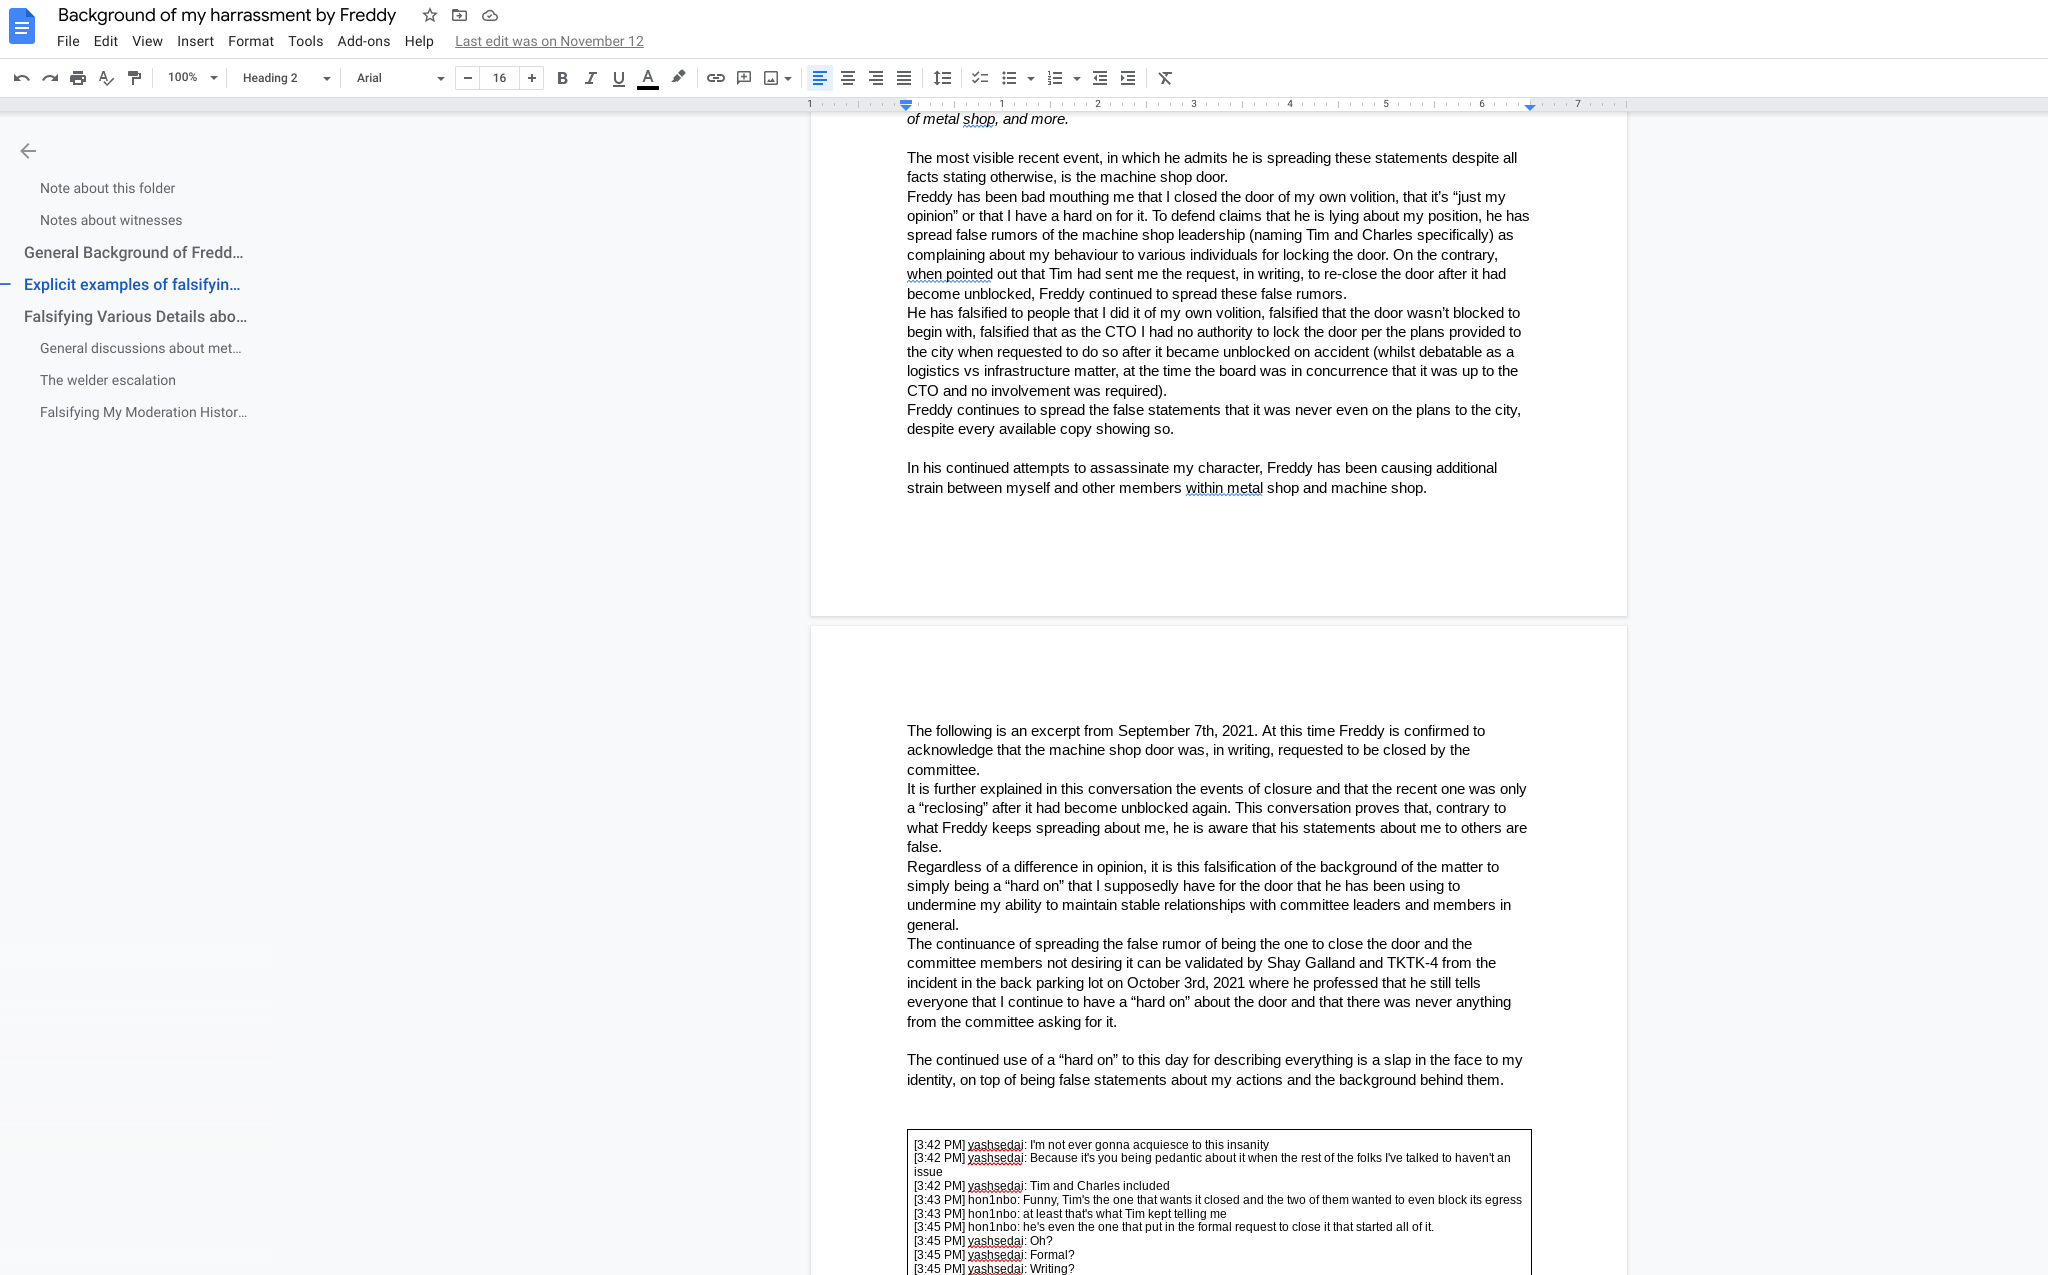 Background of my harrassment by Freddy
File Edit View Insert Format Tools Add-ons Help Last edit was on November 12
100% Heading 2 Arial 16
1 1 2 3 4 5 6 7
Note about this folder
Notes about witnesses
General Background of Fredd...
Explicit examples of falsifyin...
Falsifying Various Details abo...
General discussions about met...
The welder escalation
Falsifying My Moderation Histor...
of metal shop, and more.
The most visible recent event, in which he admits he is spreading these statements despite all
facts stating otherwise, is the machine shop door.
Freddy has been bad mouthing me that I closed the door of my own volition, that it’s “just my
opinion” or that I have a hard on for it. To defend claims that he is lying about my position, he has
spread false rumors of the machine shop leadership (naming Tim and Charles specifically) as
complaining about my behaviour to various individuals for locking the door. On the contrary,
when pointed out that Tim had sent me the request, in writing, to re-close the door after it had
become unblocked, Freddy continued to spread these false rumors.
He has falsified to people that I did it of my own volition, falsified that the door wasn’t blocked to
begin with, falsified that as the CTO I had no authority to lock the door per the plans provided to
the city when requested to do so after it became unblocked on accident (whilst debatable as a
logistics vs infrastructure matter, at the time the board was in concurrence that it was up to the
CTO and no involvement was required).
Freddy continues to spread the false statements that it was never even on the plans to the city,
despite every available copy showing so.
In his continued attempts to assassinate my character, Freddy has been causing additional
strain between myself and other members within metal shop and machine shop.
The following is an excerpt from September 7th, 2021. At this time Freddy is confirmed to
acknowledge that the machine shop door was, in writing, requested to be closed by the
committee.
It is further explained in this conversation the events of closure and that the recent one was only
a “reclosing” after it had become unblocked again. This conversation proves that, contrary to
what Freddy keeps spreading about me, he is aware that his statements about me to others are
false.
Regardless of a difference in opinion, it is this falsification of the background of the matter to
simply being a “hard on” that I supposedly have for the door that he has been using to
undermine my ability to maintain stable relationships with committee leaders and members in
general.
The continuance of spreading the false rumor of being the one to close the door and the
committee members not desiring it can be validated by Shay Galland and TKTK-4 from the
incident in the back parking lot on October 3rd, 2021 where he professed that he still tells
everyone that I continue to have a “hard on” about the door and that there was never anything
from the committee asking for it.
The continued use of a “hard on” to this day for describing everything is a slap in the face to my
identity, on top of being false statements about my actions and the background behind them.
[3:42 PM] yashsedai: I'm not ever gonna acquiesce to this insanity
[3:42 PM] yashsedai: Because it's you being pedantic about it when the rest of the folks I've talked to haven't an
issue
[3:42 PM] yashsedai: Tim and Charles included
[3:43 PM] hon1nbo: Funny, Tim's the one that wants it closed and the two of them wanted to even block its egress
[3:43 PM] hon1nbo: at least that's what Tim kept telling me
[3:45 PM] hon1nbo: he's even the one that put in the formal request to close it that started all of it.
[3:45 PM] yashsedai: Oh?
[3:45 PM] yashsedai: Formal?
[3:45 PM] yashsedai: Writing?